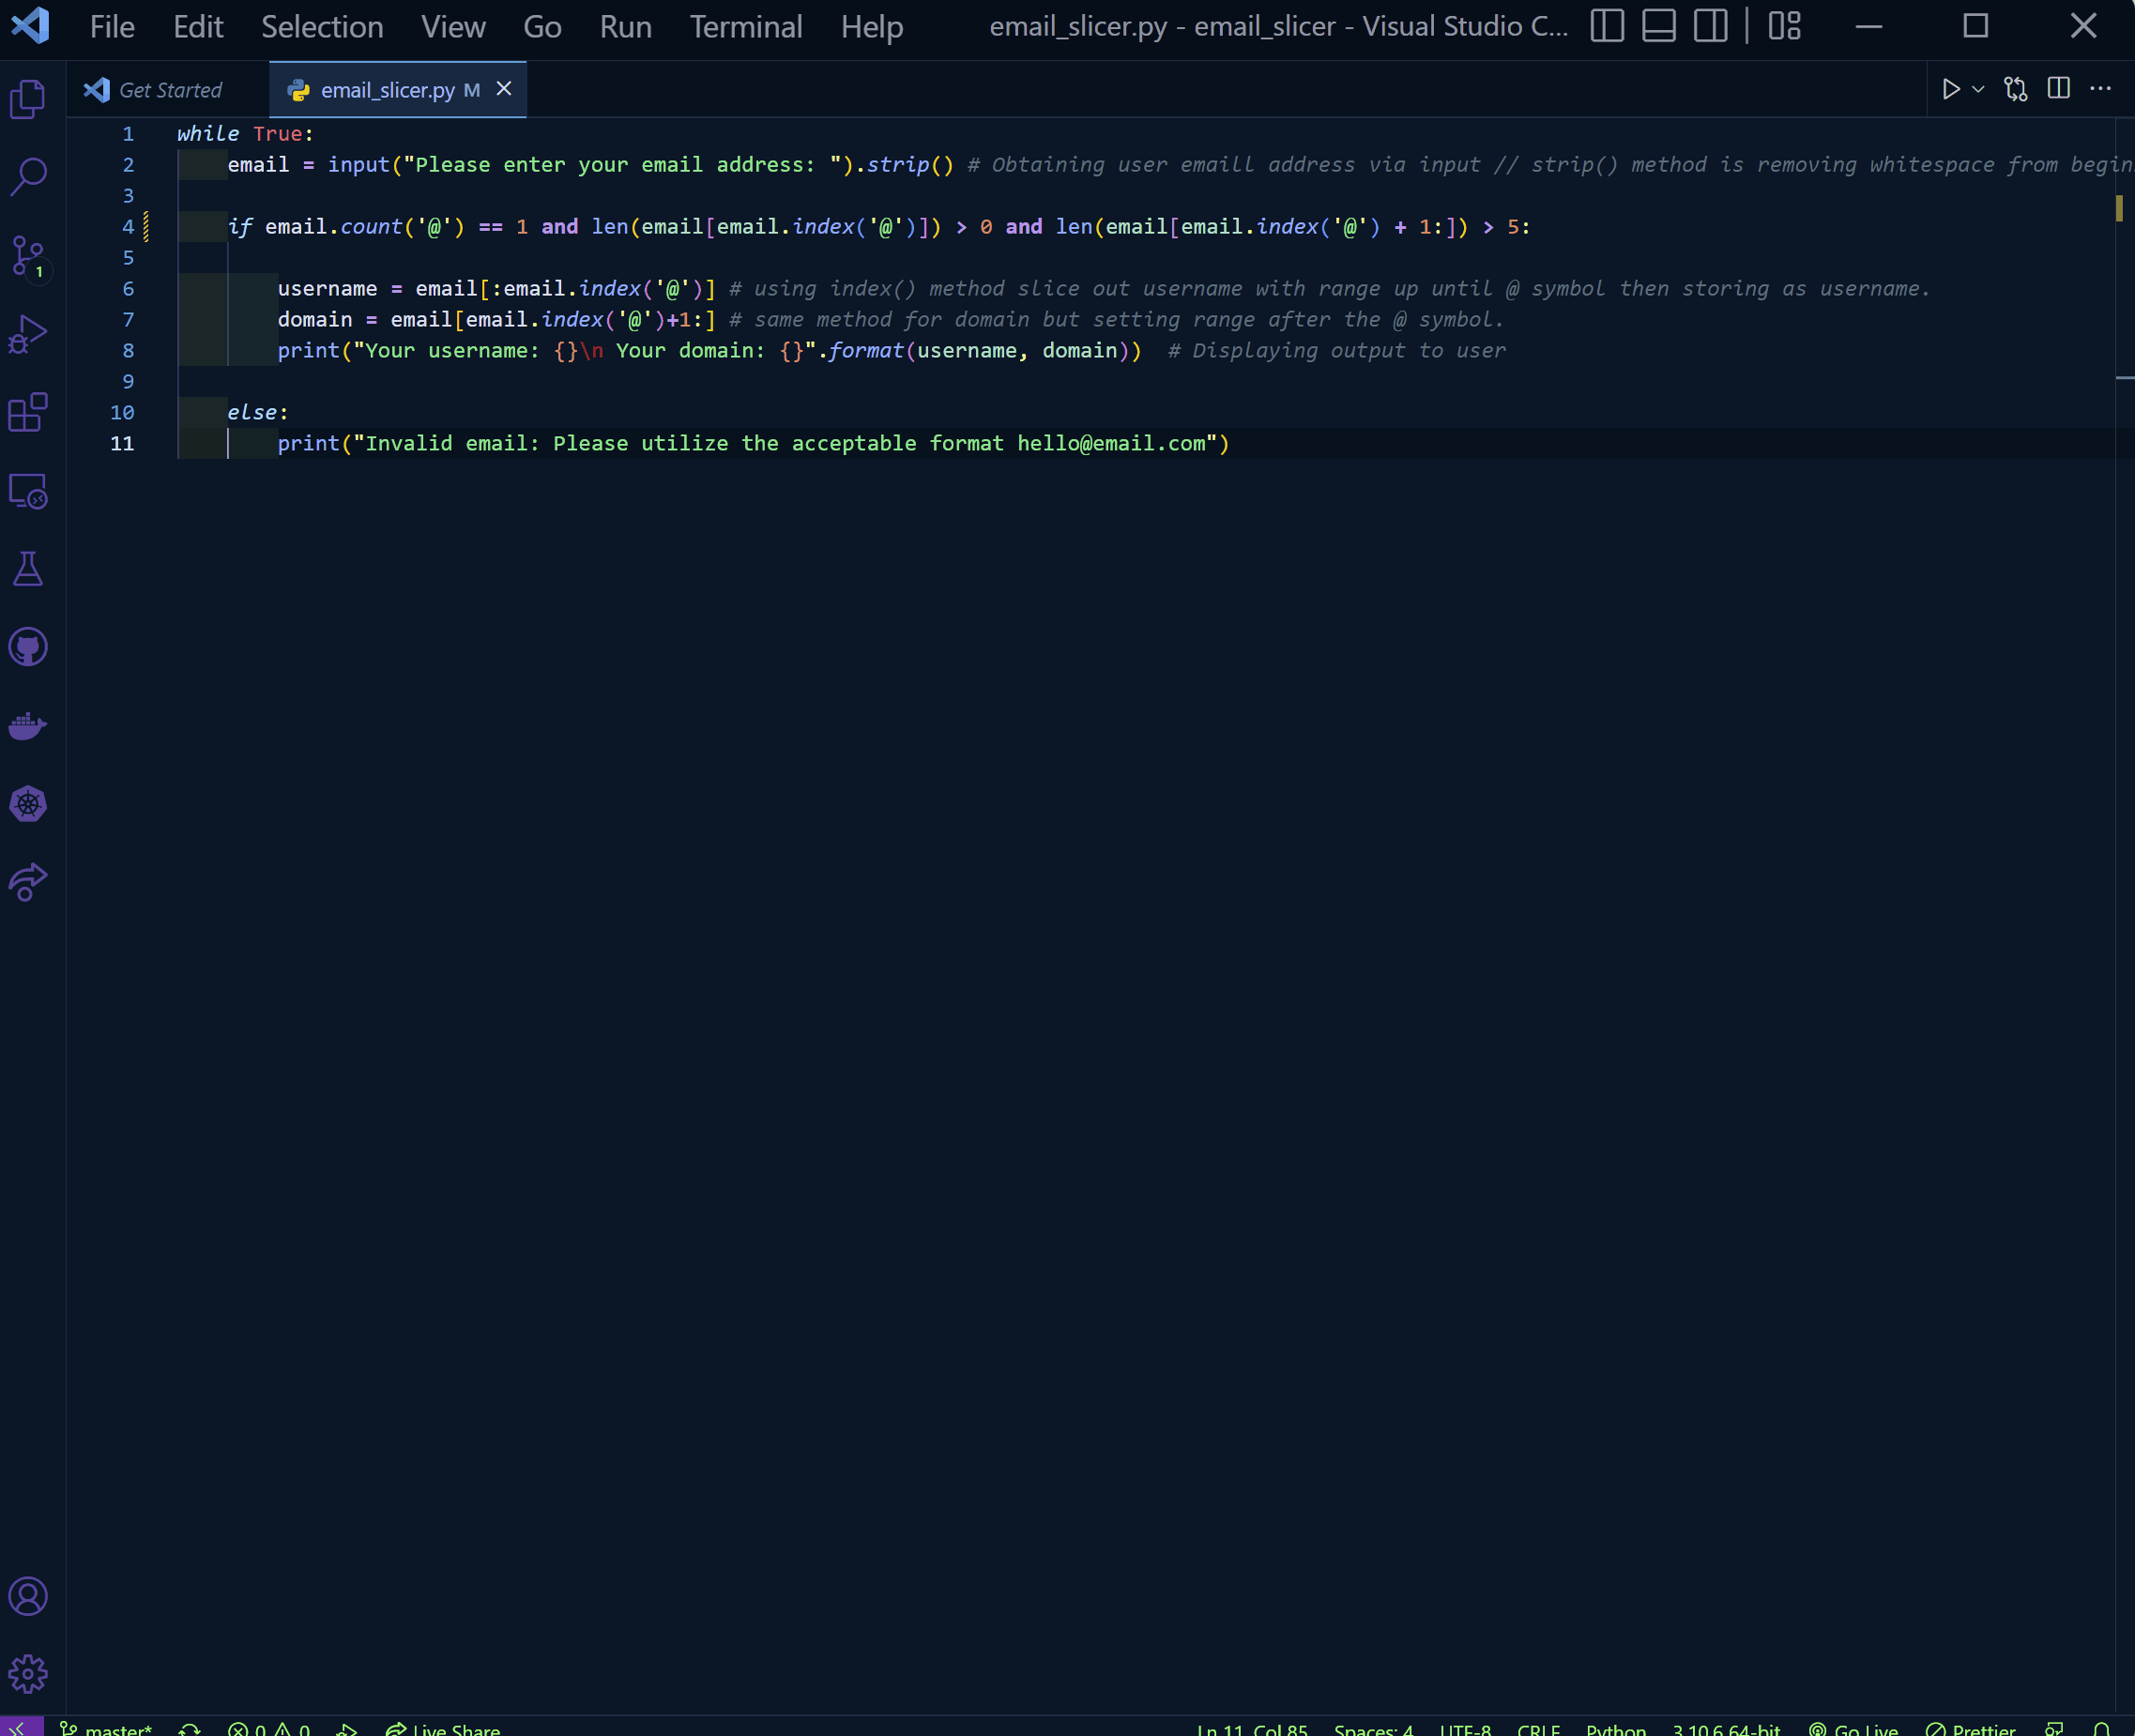 File Edit Selection View Go Run Terminal Help email_slicer.py - email_slicer - Visual Studio C...
Get Started email_slicer.py M
1 while True:
2 email = input("Please enter your email address: ").strip() # Obtaining user emaill address via input // strip() method is removing whitespace from begin
3
4 if email.count('@') == 1 and len(email[email.index('@')]) > 0 and len(email[email.index('@') + 1:]) > 5:
5
6 username = email[:email.index('@')] # using index() method slice out username with range up until @ symbol then storing as username.
7 domain = email[email.index('@')+1:] # same method for domain but setting range after the @ symbol.
8 print("Your username: {}\n Your domain: {}".format(username, domain)) # Displaying output to user
9
10 else:
11 print("Invalid email: Please utilize the acceptable format hello@email.com")
1
master* 0 0 Live Share Ln 11, Col 85 Spaces: 4 UTF-8 CRLF Python 3.10.6 64-bit Go Live Prettier